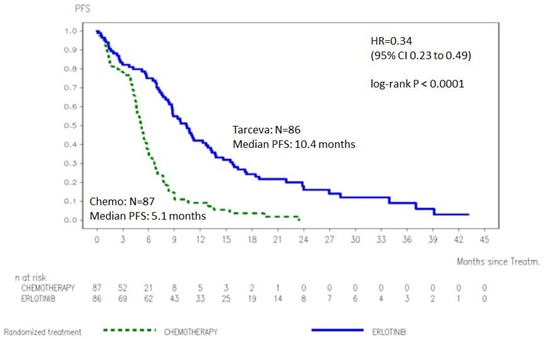 PFS
HR=0.34
(95% CI 0.23 to 0.49)
log-rank P < 0.0001
1.0
0.9
0.8
0.7
0.6
0.5
0.4
0.3
0.2
0.1
0.0
Tarceva: N=86
Median PFS: 10.4 months
Chemo: N=87
Median PFS: 5.1 months
0 3 6 9 12 15 18 21 24 27 30 33 36 39 42 45
Months since Treatm.
n at risk
CHEMOTHERAPY 87 52 21 8 5 3 2 1 0 0 0 0 0 0 0 0
ERLOTINIB 86 69 62 43 33 25 19 14 8 7 6 4 3 2 1 0
Randomized treatment CHEMOTHERAPY ERLOTINIB